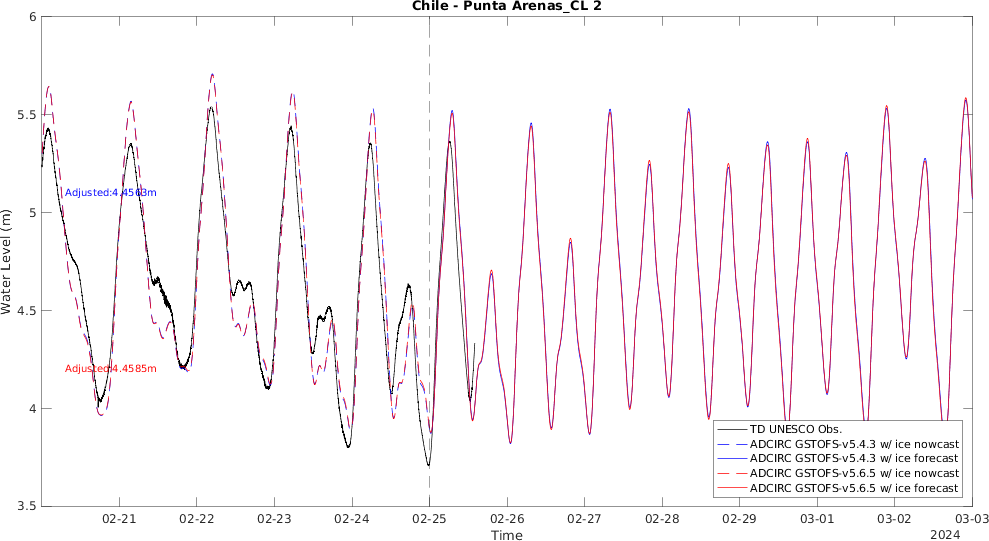 Chile - Punta Arenas_CL 2
6
5.5
5
4.5
4
3.5
Water Level (m)
Adjusted:4.4563m
Adjusted:4.4585m
TD UNESCO Obs.
ADCIRC GSTOFS-v5.4.3 w/ ice nowcast
ADCIRC GSTOFS-v5.4.3 w/ ice forecast
ADCIRC GSTOFS-v5.6.5 w/ ice nowcast
ADCIRC GSTOFS-v5.6.5 w/ ice forecast
02-21 02-22 02-23 02-24 02-25 02-26 02-27 02-28 02-29 03-01 03-02 03-03
Time
2024